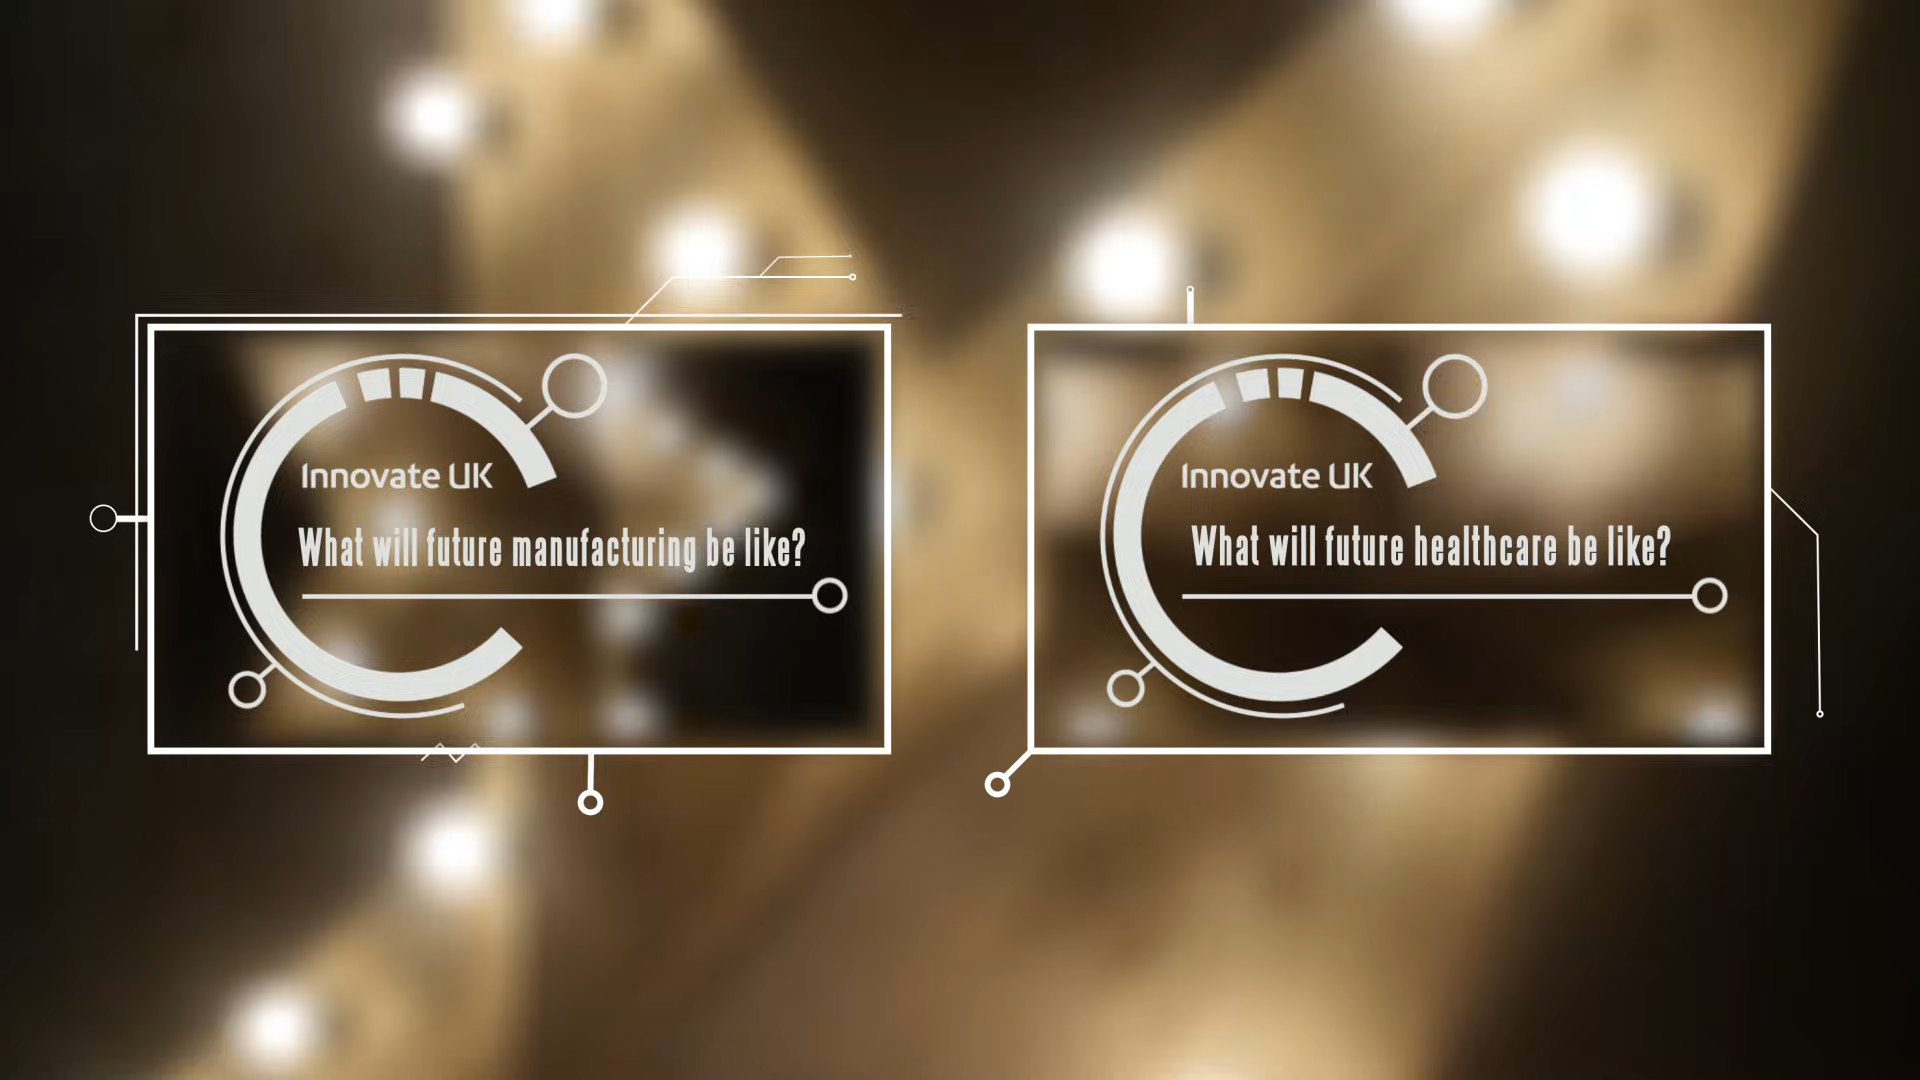 Innovate UK
What will future manufacturing be like?
Innovate UK
What will future healthcare be like?